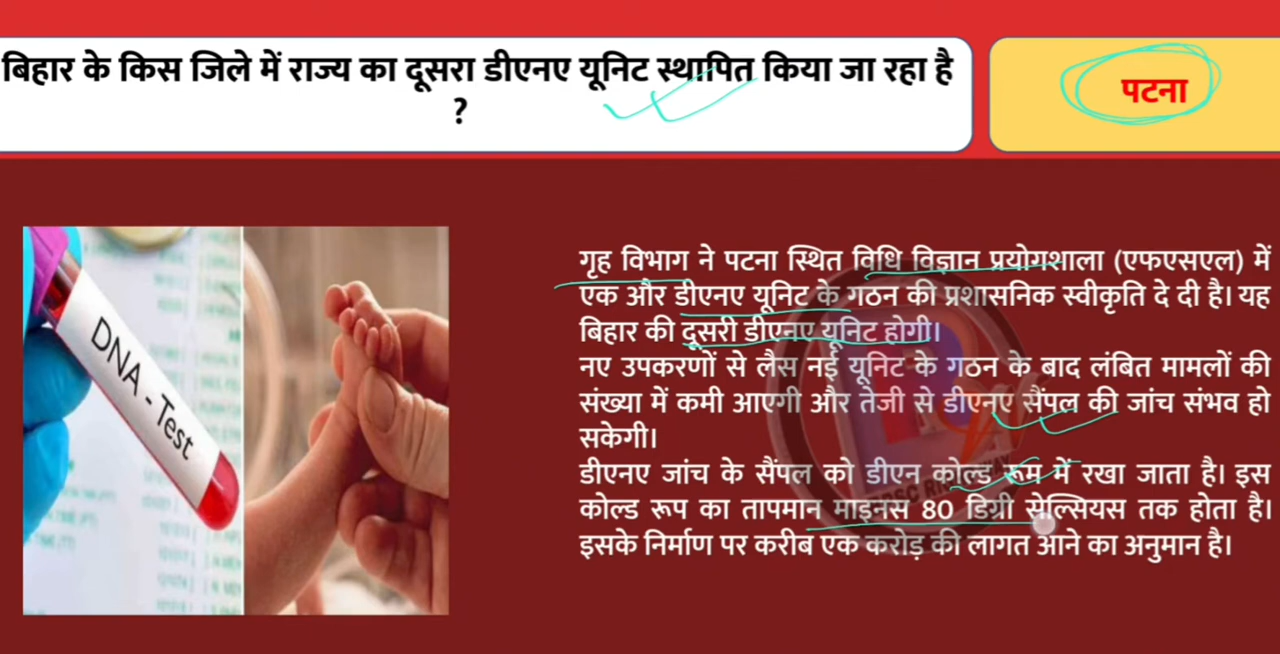 बिहार के किस जिले में राज्य का दूसरा डीएनए यूनिट स्थापित किया जा रहा है
?
पटना
DNA - Test
गृह विभाग ने पटना स्थित विधि विज्ञान प्रयोगशाला (एफएसएल) में
एक और डीएनए यूनिट के गठन की प्रशासनिक स्वीकृति दे दी है। यह
बिहार की दूसरी डीएनए यूनिट होगी।
नए उपकरणों से लैस नई यूनिट के गठन के बाद लंबित मामलों की
संख्या में कमी आएगी और तेजी से डीएनए सैंपल की जांच संभव हो
सकेगी।
डीएनए जांच के सैंपल को डीएन कोल्ड रूम में रखा जाता है। इस
कोल्ड रूप का तापमान माइनस 80 डिग्री सेल्सियस तक होता है।
इसके निर्माण पर करीब एक करोड़ की लागत आने का अनुमान है।